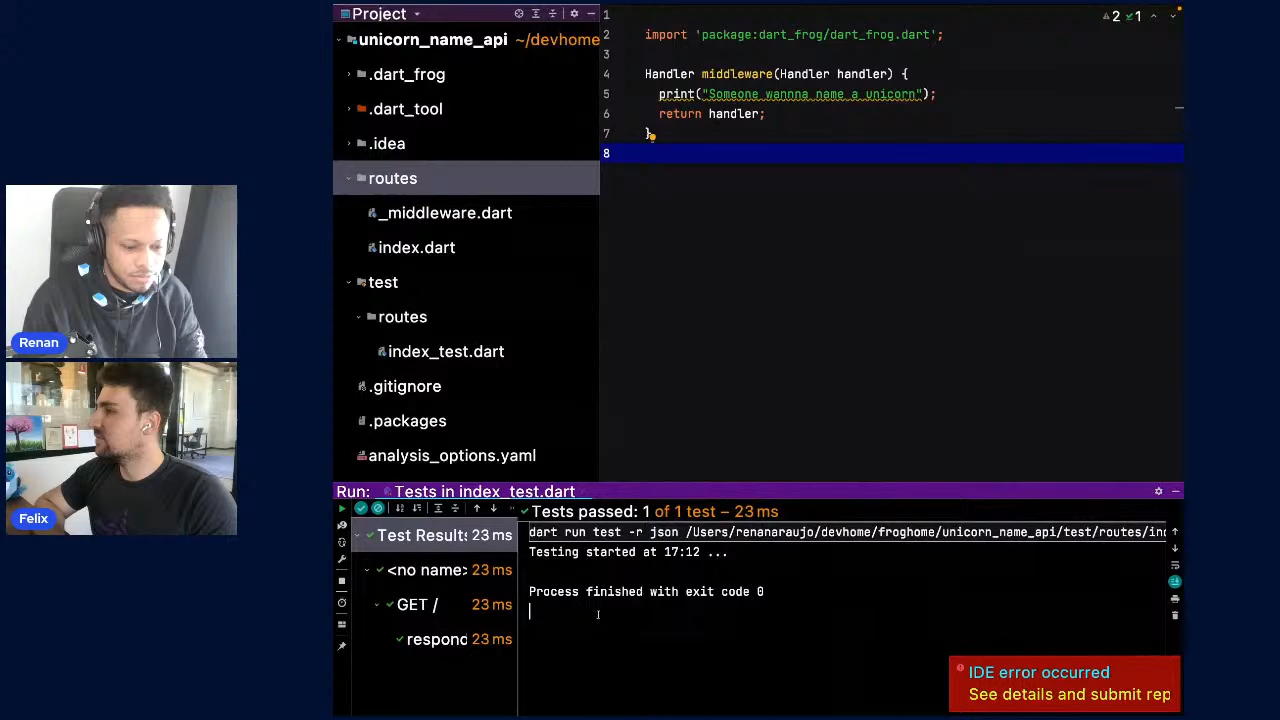 Project
unicorn_name_api ~/devhome
.dart_frog
.dart_tool
.idea
routes
_middleware.dart
index.dart
test
routes
index_test.dart
.gitignore
.packages
analysis_options.yaml
1
2 import 'package:dart_frog/dart_frog.dart';
3
4 Handler middleware(Handler handler) {
5 print("Someone wannna name a unicorn");
6 return handler;
7 }
8
2 1
Renan
Felix
Run: Tests in index_test.dart
Tests passed: 1 of 1 test – 23 ms
Test Results 23 ms
<no name> 23 ms
GET / 23 ms
respond 23 ms
dart run test -r json /Users/renanaraujo/devhome/froghome/unicorn_name_api/test/routes/ind
Testing started at 17:12 ...
Process finished with exit code 0
IDE error occurred
See details and submit rep